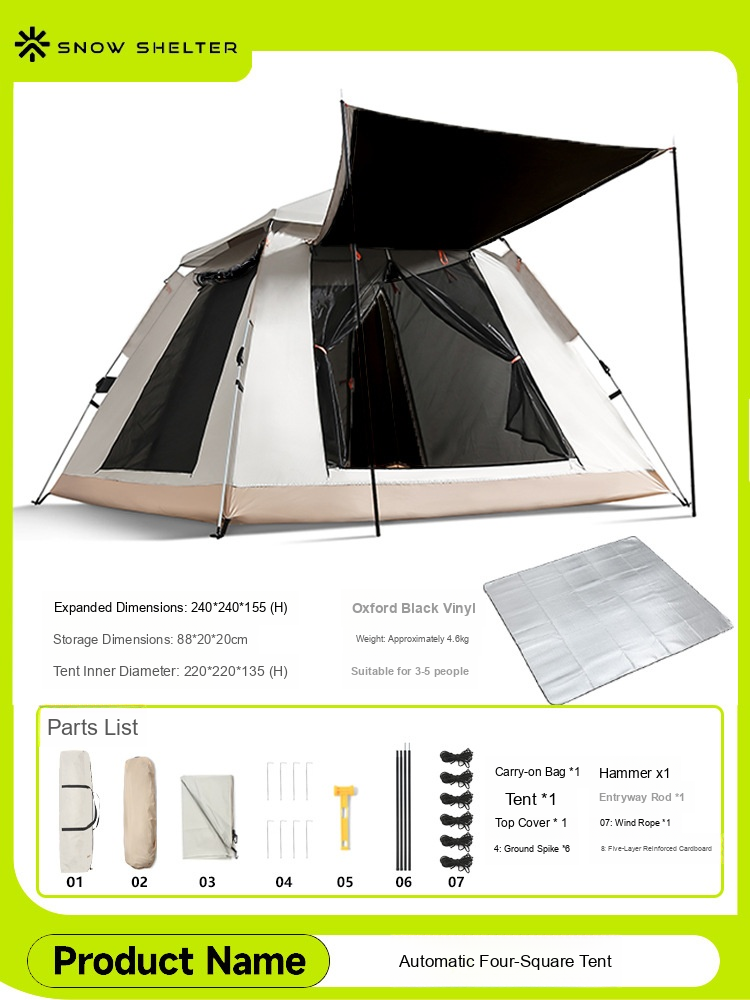 SNOW SHELTER
Expanded Dimensions: 240*240*155 (H)
Storage Dimensions: 88*20*20cm
Tent Inner Diameter: 220*220*135 (H)
Oxford Black Vinyl
Weight: Approximately 4.6kg
Suitable for 3-5 people
Parts List
01
02
03
04
05
06
07
Carry-on Bag *1
Tent *1
Top Cover * 1
4: Ground Spike *6
Hammer x1
Entryway Rod *1
07: Wind Rope *1
8: Five-Layer Reinforced Cardboard
Product Name
Automatic Four-Square Tent